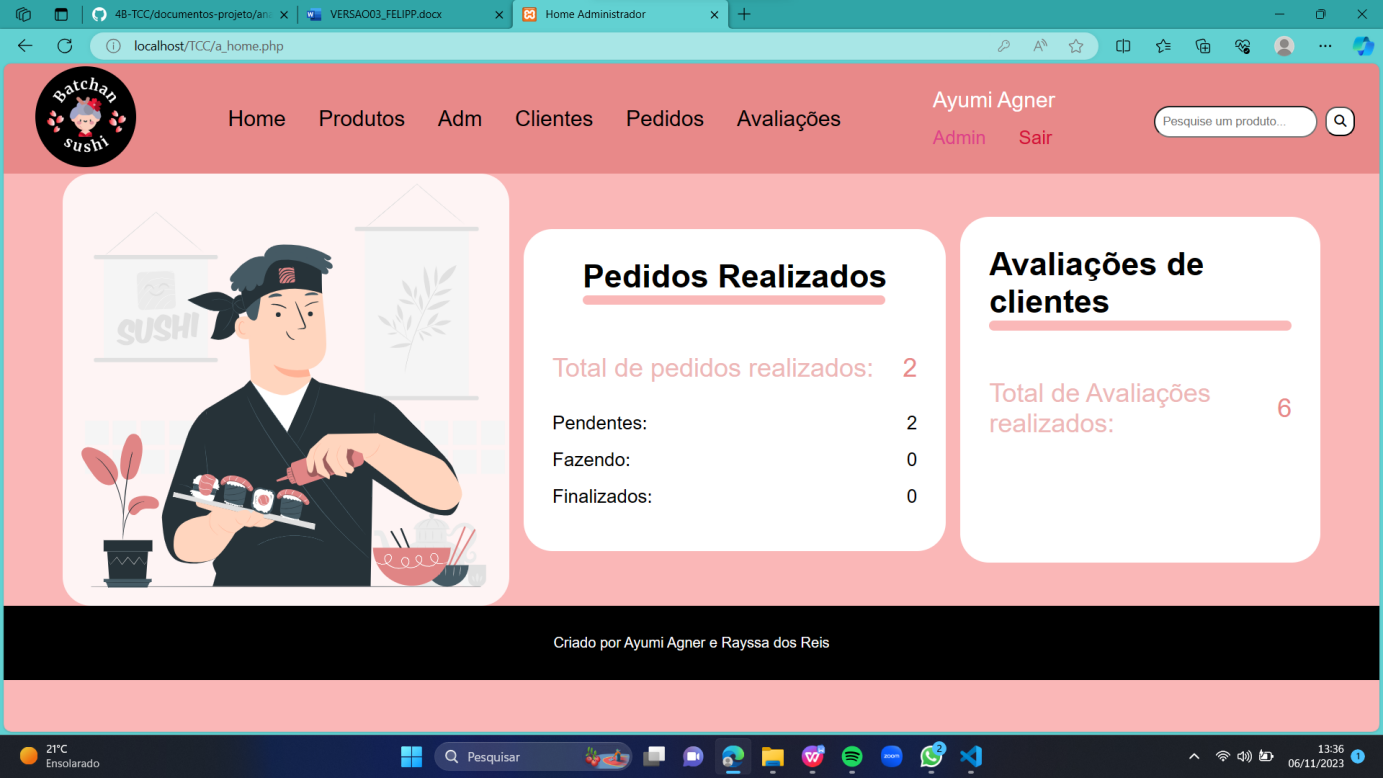 4B-TCC/documentos-projeto/ana
VERSAO03_FELIPP.docx
Home Administrador
localhost/TCC/a_home.php
Batchan
sushi
Home Produtos Adm Clientes Pedidos Avaliações
Ayumi Agner
Admin Sair
Pesquise um produto...
SUSHI
Pedidos Realizados
Total de pedidos realizados: 2
Pendentes: 2
Fazendo: 0
Finalizados: 0
Avaliações de
clientes
Total de Avaliações
realizados:
6
Criado por Ayumi Agner e Rayssa dos Reis
21°C
Ensolarado
Pesquisar
zoom
2
13:36
06/11/2023
1